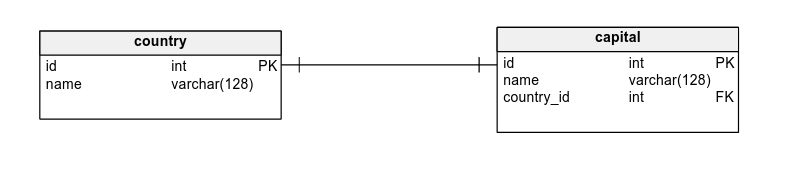 country
id int PK
name varchar(128)
capital
id int PK
name varchar(128)
country_id int FK